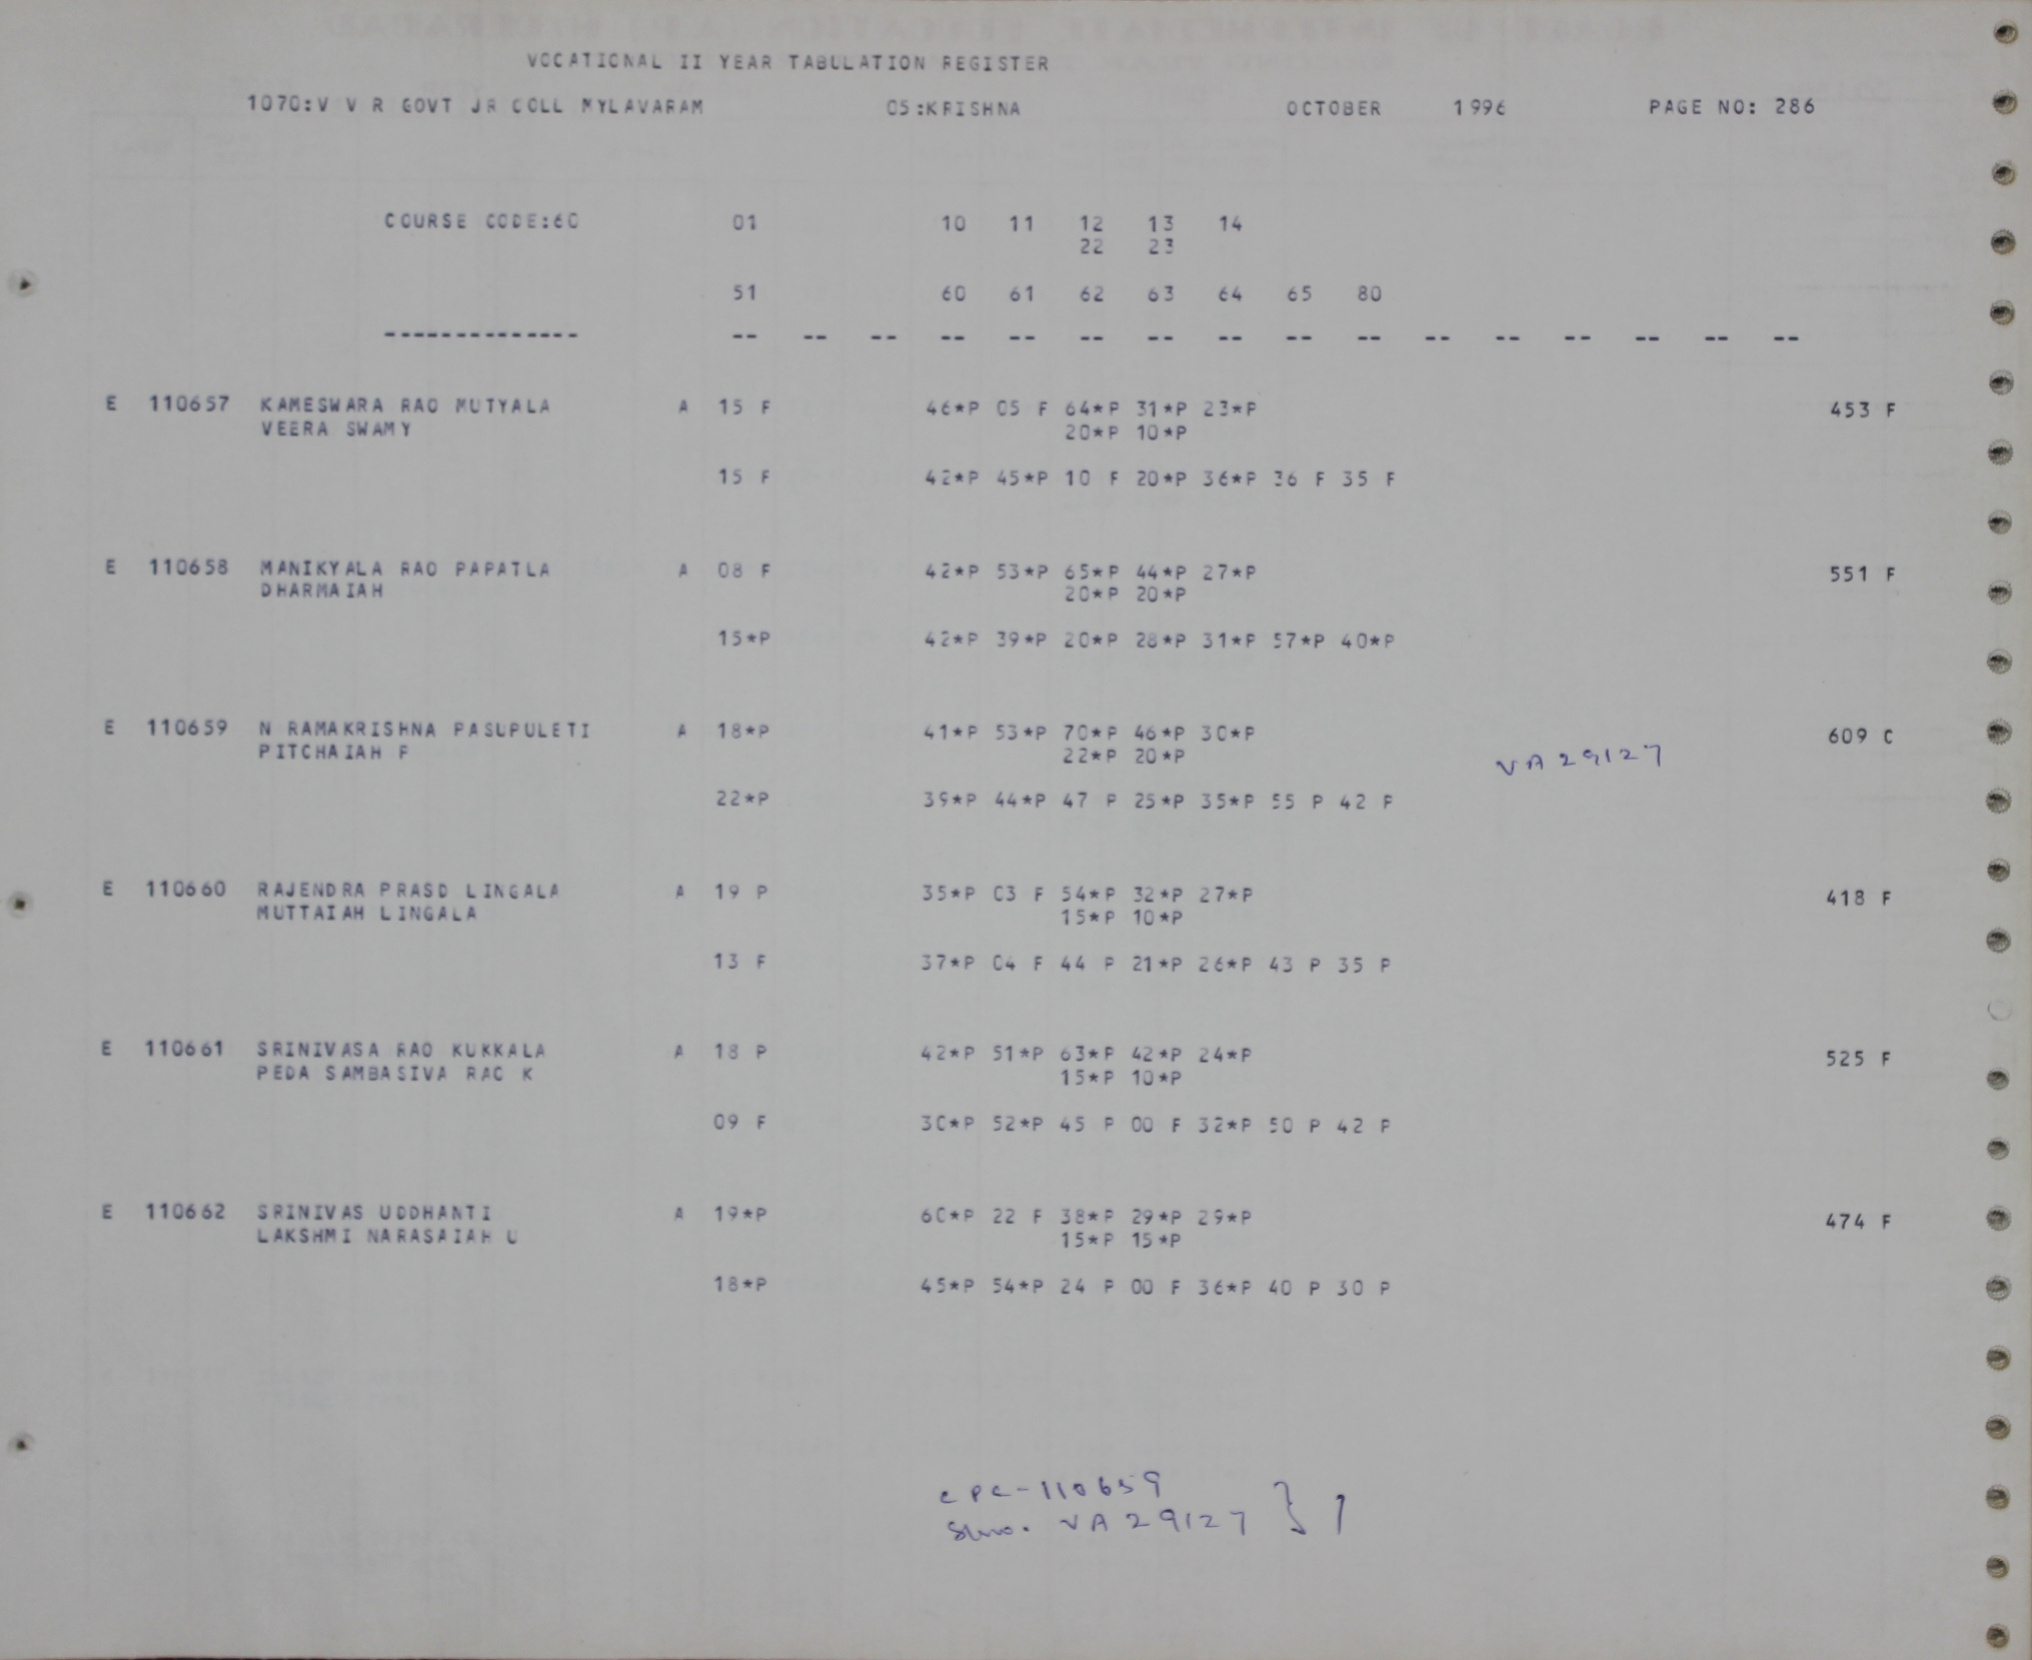 VOCATIONAL II YEAR TABULATION REGISTER
1070:V V R GOVT JR COLL MYLAVARAM 05:KRISHNA OCTOBER 1996 PAGE NO: 286
COURSE CODE:60 01 10 11 12 13 14
22 23
51 60 61 62 63 64 65 80
-------------- -- -- -- -- -- -- -- -- -- -- -- -- -- -- -- --
E 110657 KAMESWARA RAO MUTYALA A 15 F 46*P 05 F 64*P 31*P 23*P 453 F
VEERA SWAMY 20*P 10*P
15 F 42*P 45*P 10 F 20*P 36*P 36 F 35 F
E 110658 MANIKYALA RAO PAPATLA A 08 F 42*P 53*P 65*P 44*P 27*P 551 F
DHARMAIAH 20*P 20*P
15*P 42*P 39*P 20*P 28*P 31*P 57*P 40*P
E 110659 N RAMAKRISHNA PASUPULETI A 18*P 41*P 53*P 70*P 46*P 30*P 609 C
PITCHAIAH P 22*P 20*P VA 29127
22*P 39*P 44*P 47 P 25*P 35*P 55 P 42 P
E 110660 RAJENDRA PRASD LINGALA A 19 P 35*P 03 F 54*P 32*P 27*P 418 F
MUTTAIAH LINGALA 15*P 10*P
13 F 37*P 04 F 44 P 21*P 26*P 43 P 35 P
E 110661 SRINIVASA RAO KUKKALA A 18 P 42*P 51*P 63*P 42*P 24*P 525 F
PEDA SAMBASIVA RAO K 15*P 10*P
09 F 30*P 52*P 45 P 00 F 32*P 50 P 42 P
E 110662 SRINIVAS UDDHANTI A 19*P 60*P 22 F 38*P 29*P 29*P 474 F
LAKSHMI NARASAIAH U 15*P 15*P
18*P 45*P 54*P 24 P 00 F 36*P 40 P 30 P
CPC-110659
Slno. VA 29127 } 1